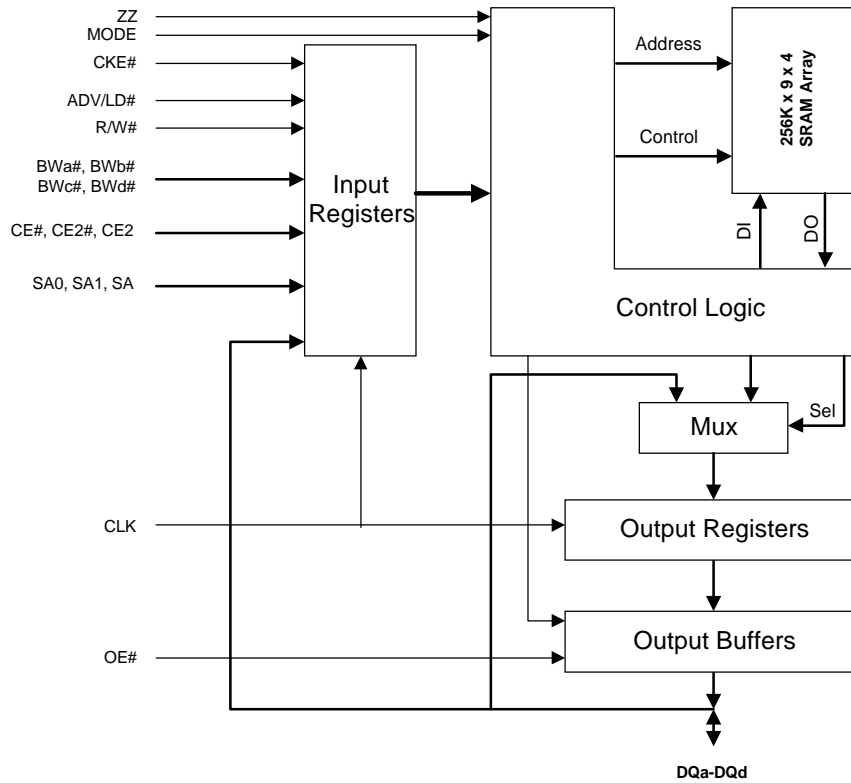 ZZ
MODE
CKE#
ADV/LD#
R/W#
BWa#, BWb#
BWc#, BWd#
CE#, CE2#, CE2
SA0, SA1, SA
CLK
OE#
Input
Registers
Address
Control
256K x 9 x 4
SRAM Array
DI
DO
Control Logic
Sel
Mux
Output Registers
Output Buffers
DQa-DQd